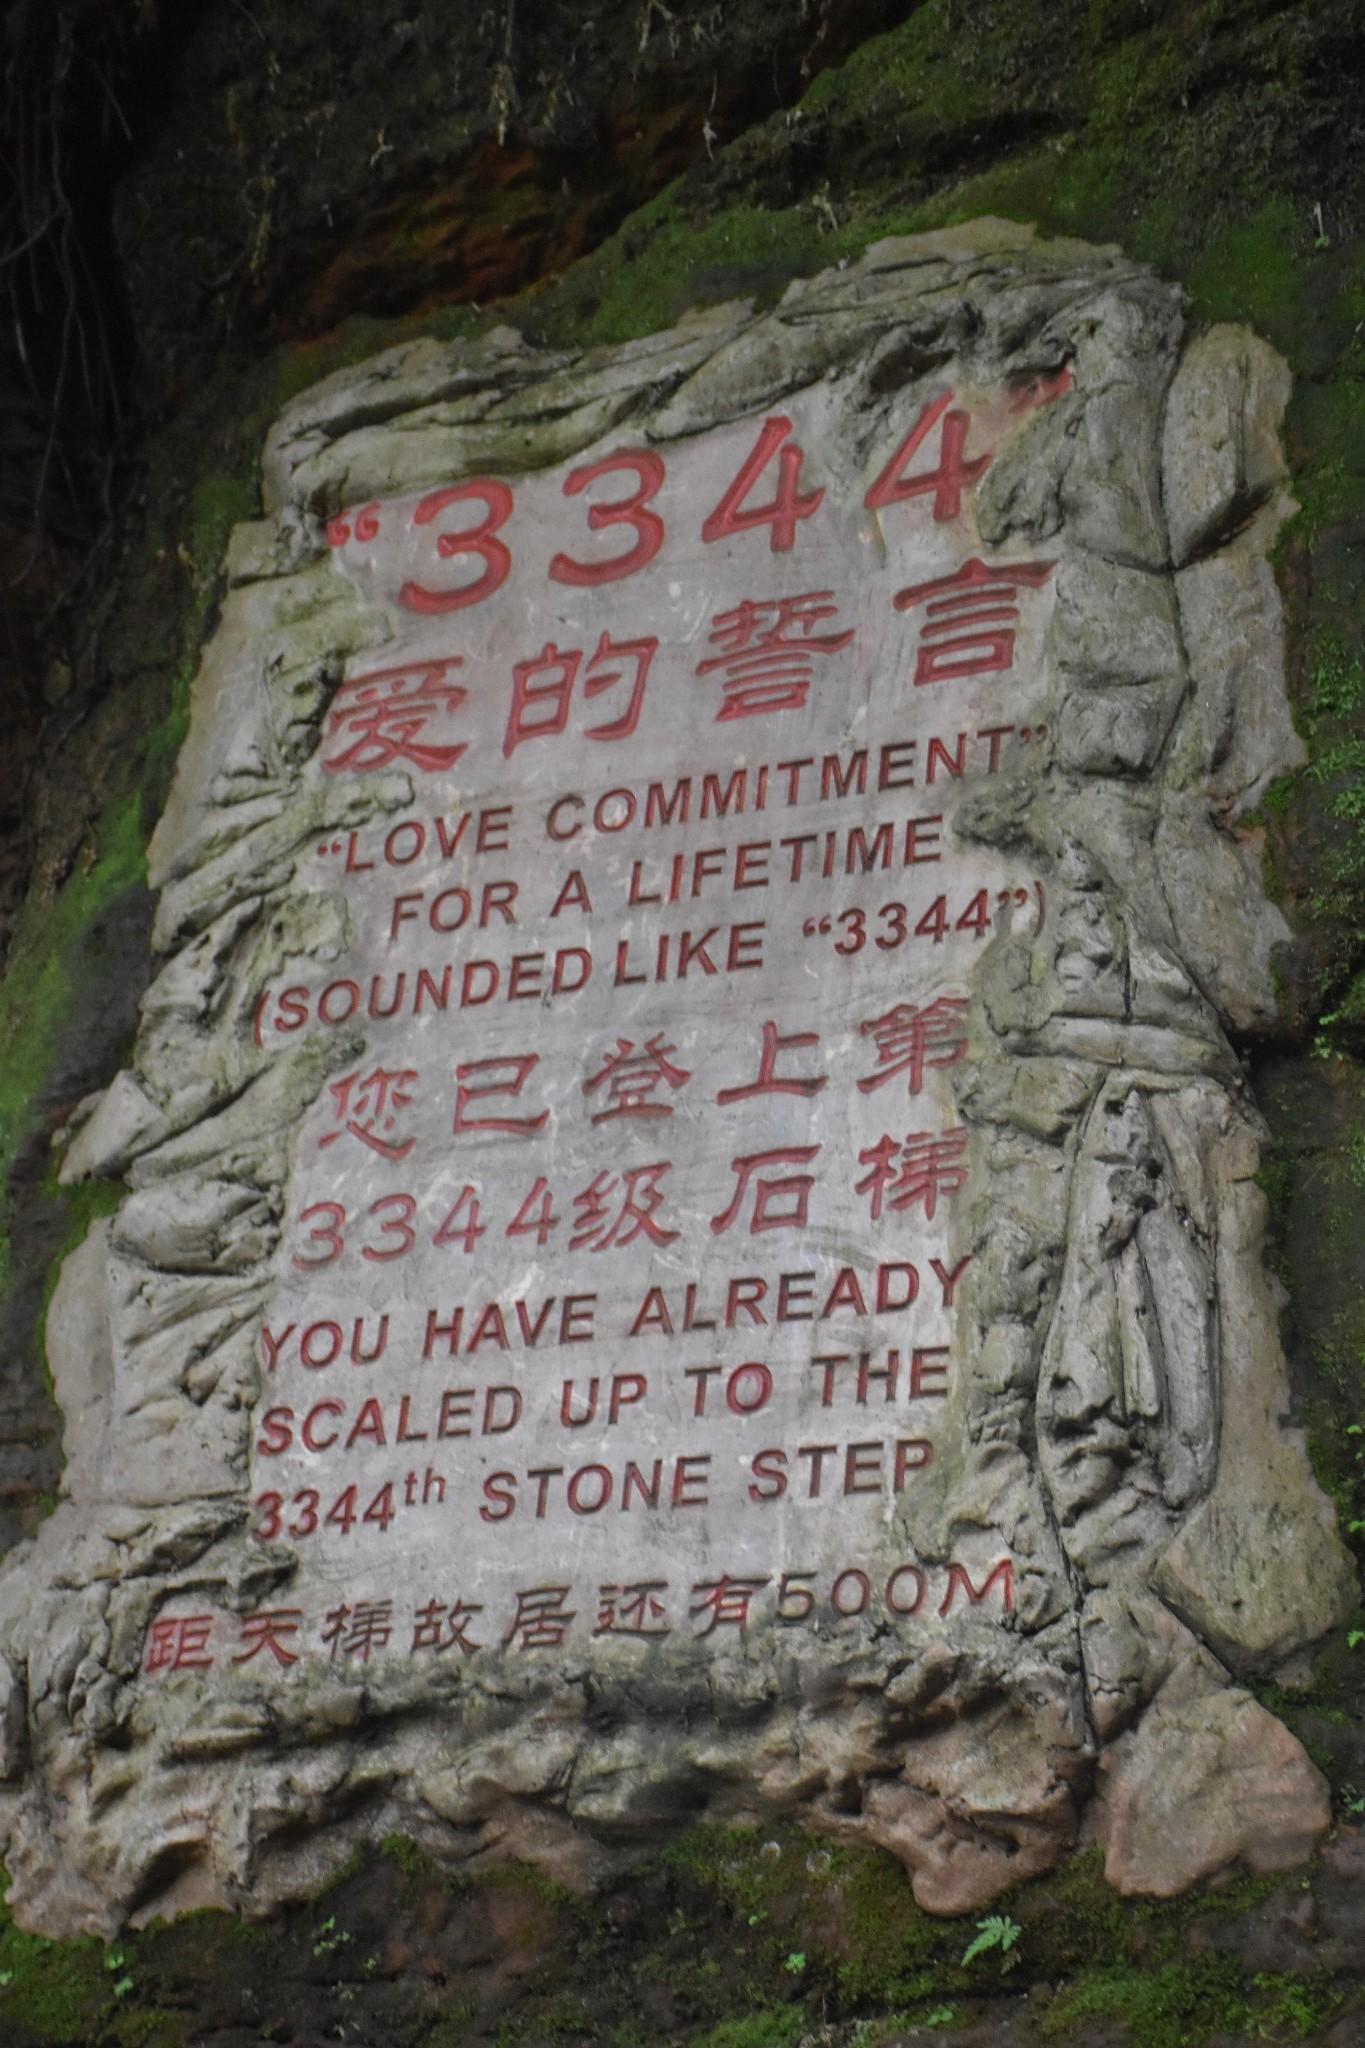 “3344”
爱的誓言
“LOVE COMMITMENT”
FOR A LIFETIME
(SOUNDED LIKE “3344”)
您已登上第
3344级石梯
YOU HAVE ALREADY
SCALED UP TO THE
3344th STONE STEP
距天梯故居还有500M